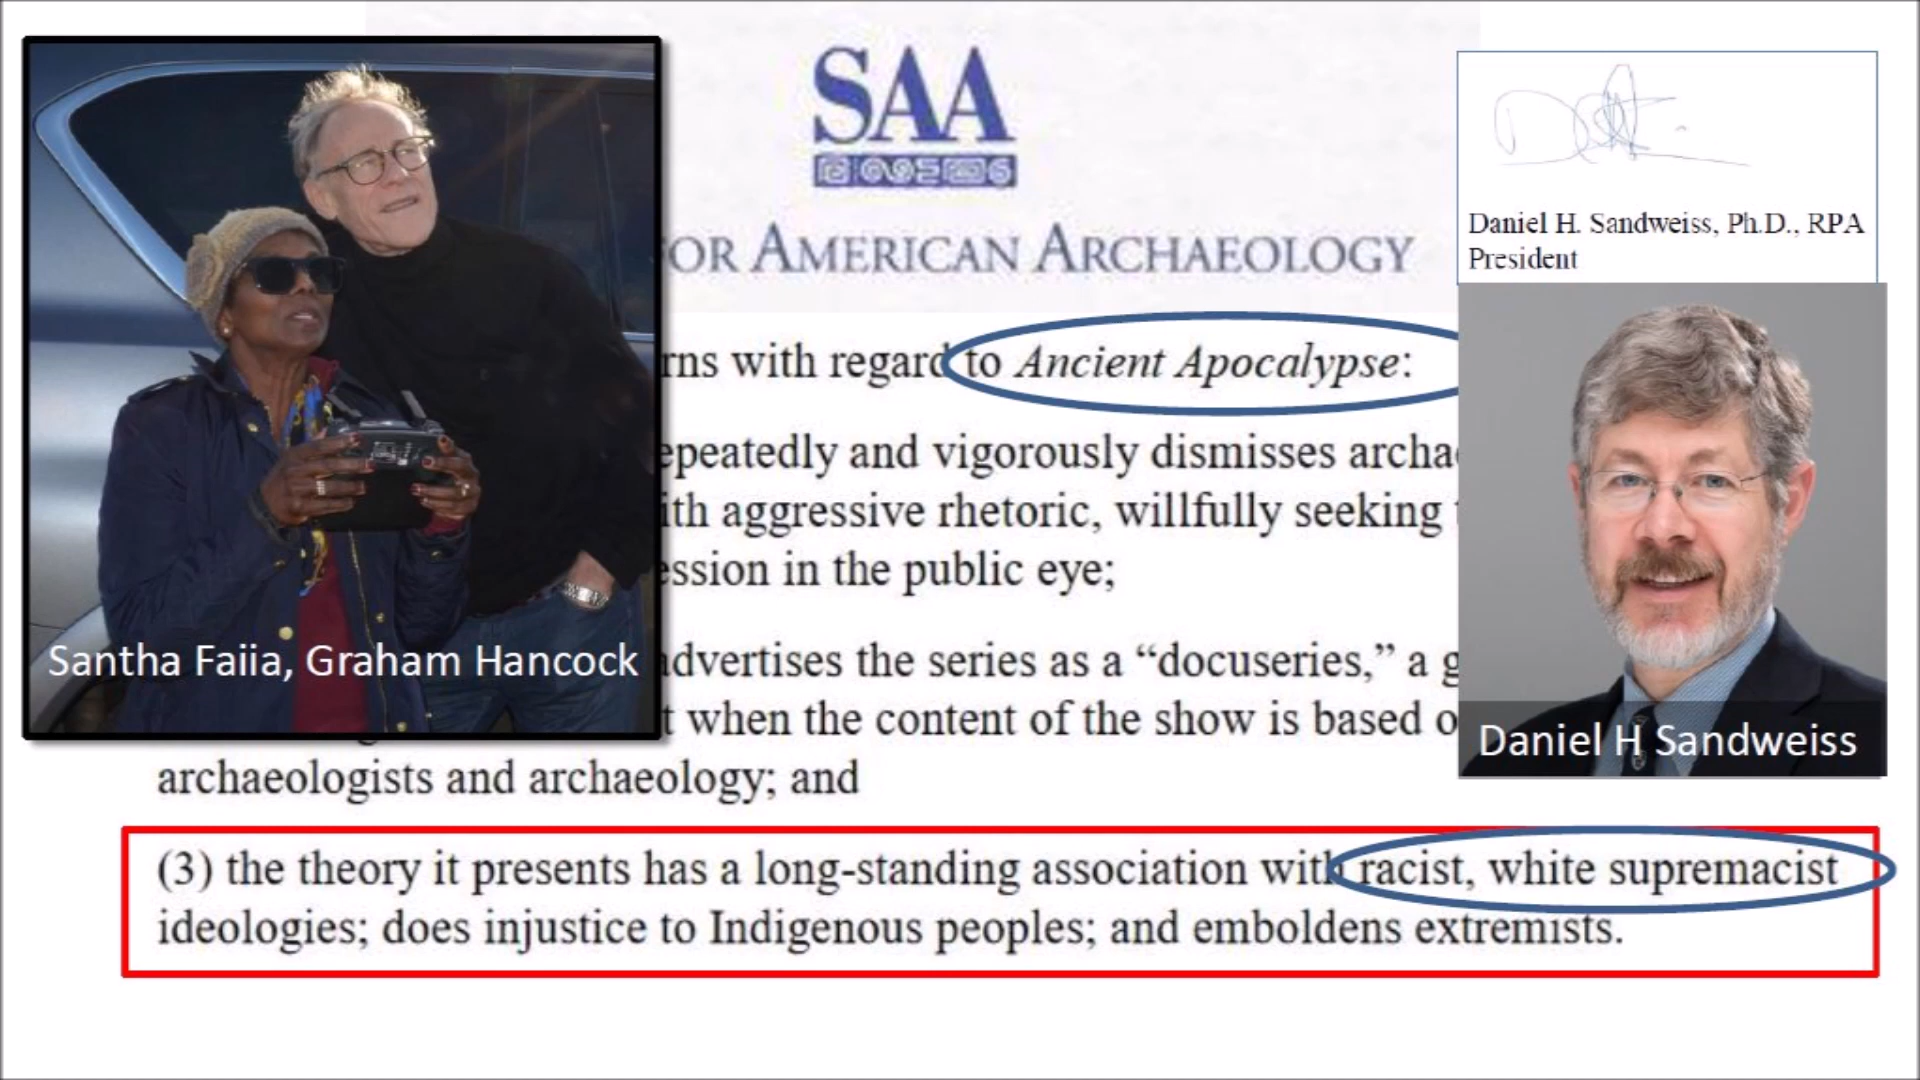 SAA
OR AMERICAN ARCHAEOLOGY
Daniel H. Sandweiss, Ph.D., RPA
President
rns with regard to Ancient Apocalypse:
epeatedly and vigorously dismisses archae
ith aggressive rhetoric, willfully seeking t
ession in the public eye;
advertises the series as a “docuseries,” a g
t when the content of the show is based o
archaeologists and archaeology; and
(3) the theory it presents has a long-standing association with racist, white supremacist
ideologies; does injustice to Indigenous peoples; and emboldens extremists.
Santha Faiia, Graham Hancock
Daniel H Sandweiss